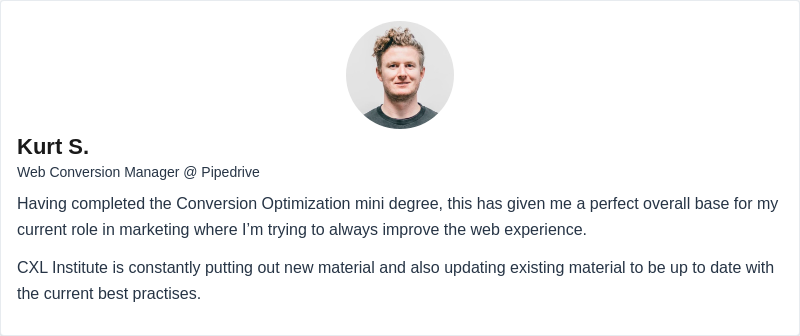 Kurt S.
Web Conversion Manager @ Pipedrive
Having completed the Conversion Optimization mini degree, this has given me a perfect overall base for my
current role in marketing where I’m trying to always improve the web experience.
CXL Institute is constantly putting out new material and also updating existing material to be up to date with
the current best practises.